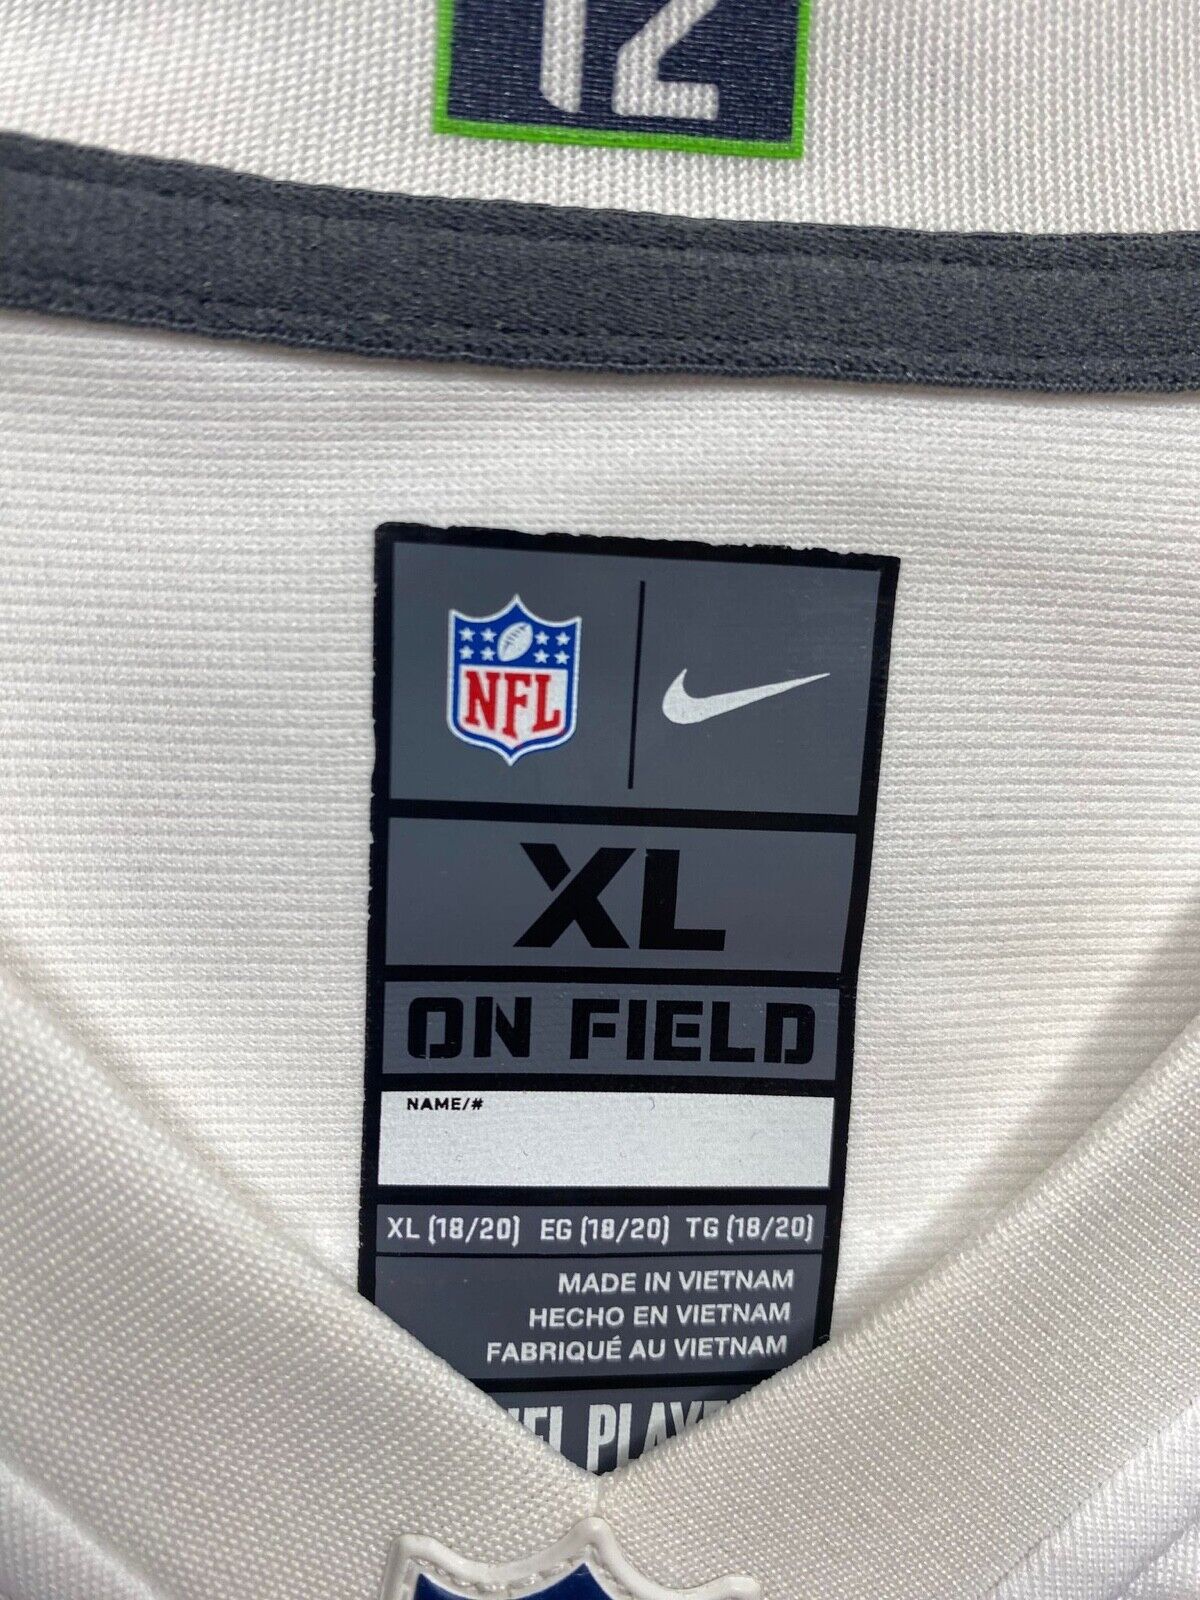 12
NFL
XL
ON FIELD
NAME/#
XL (18/20) EG (18/20) TG (18/20)
MADE IN VIETNAM
HECHO EN VIETNAM
FABRIQUÉ AU VIETNAM